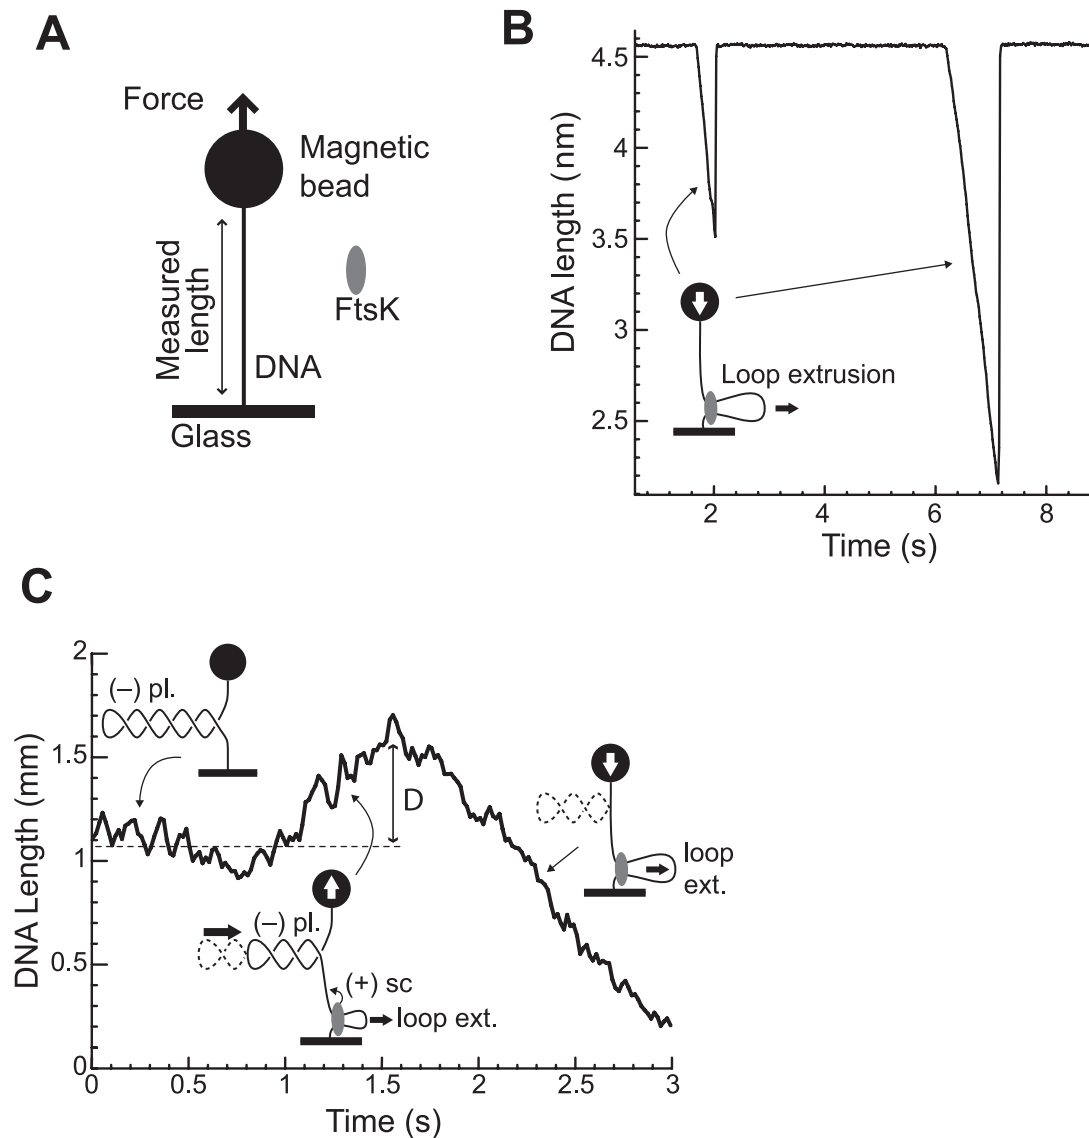 A
Force
Magnetic
bead
Measured
length
FtsK
DNA
Glass
B
DNA length (nm)
4.5
4
3.5
3
2.5
Loop extrusion
2
4
6
8
Time (s)
C
DNA Length (mm)
2
1.5
1
0.5
0
(–) pl.
D
(–) pl.
(+) sc
loop ext.
loop
ext.
0
0.5
1
1.5
2
2.5
3
Time (s)